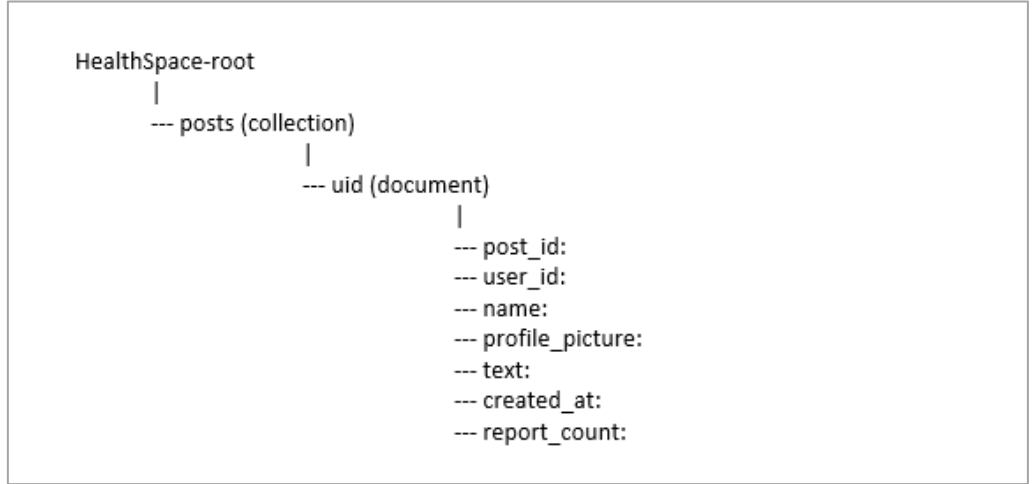 HealthSpace-root
|
--- posts (collection)
|
--- uid (document)
|
--- post_id:
--- user_id:
--- name:
--- profile_picture:
--- text:
--- created_at:
--- report_count: